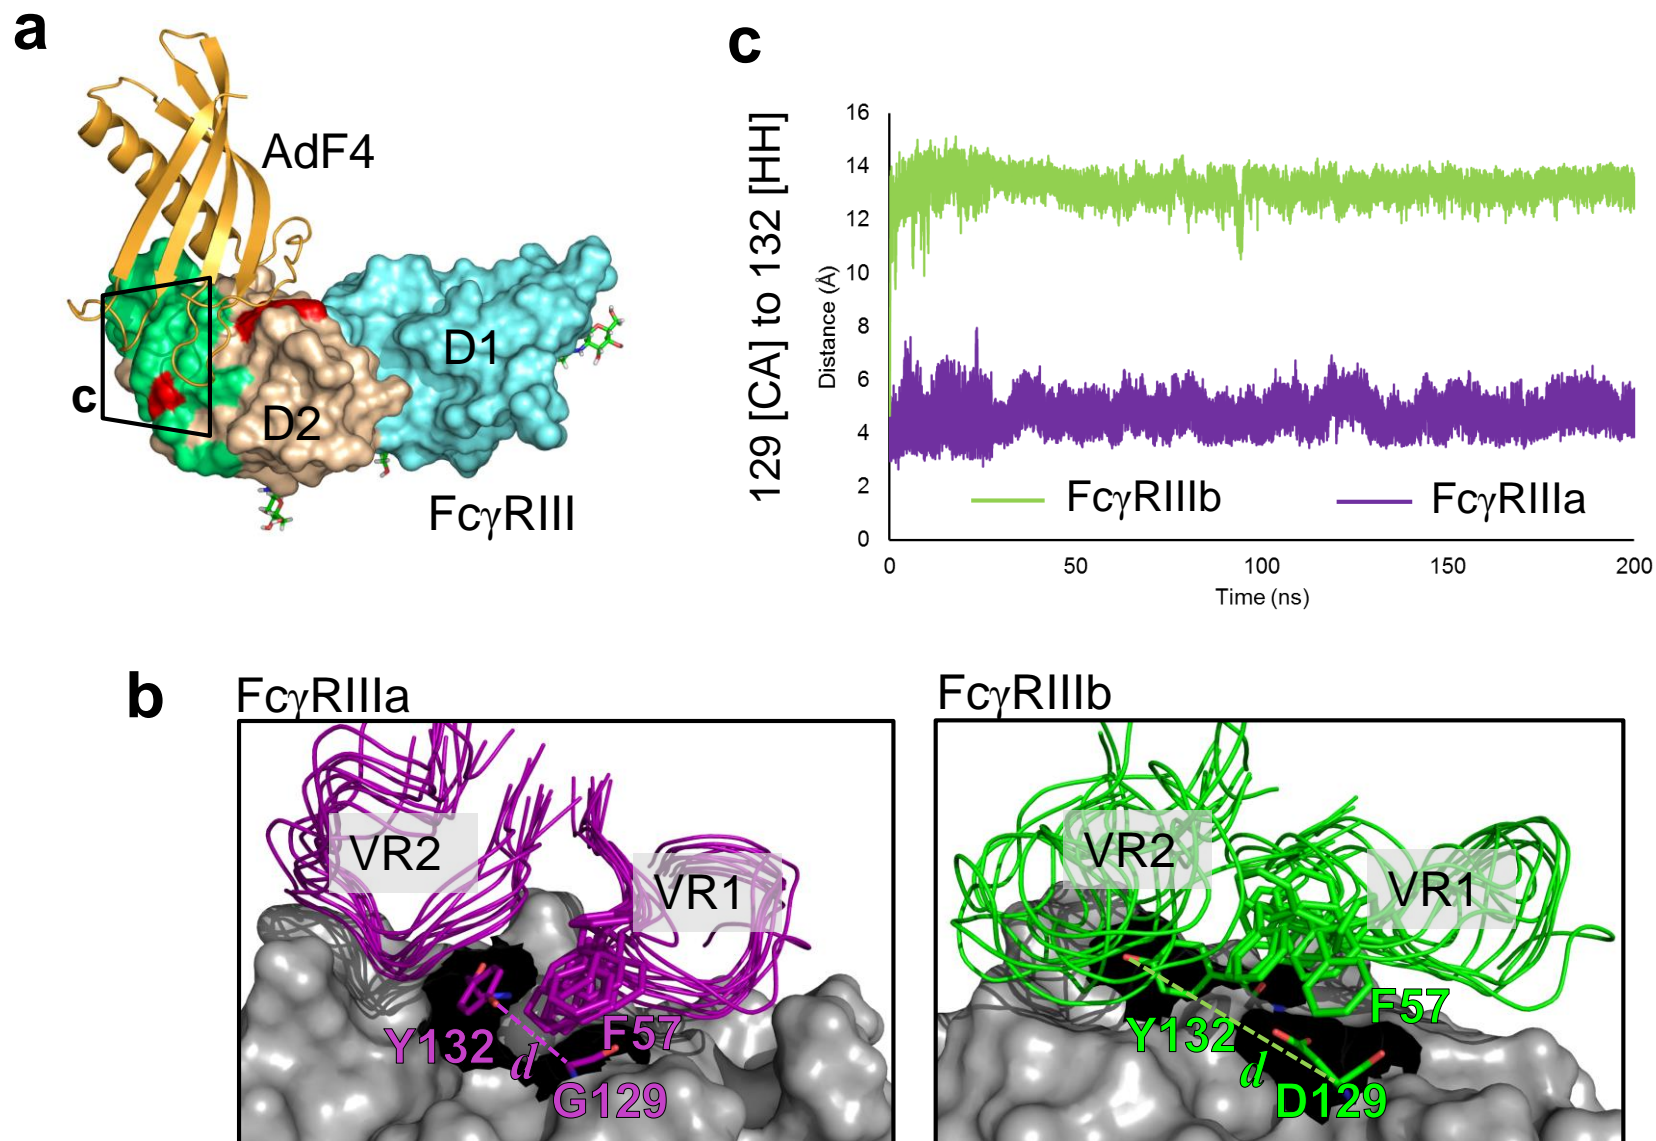 a
AdF4
D1
c
D2
FcγRIII
c
129 [CA] to 132 [HH]
Distance (Å)
16
14
12
10
8
6
4
2
0
FcγRIIIb
FcγRIIIa
0 50 100 150 200
Time (ns)
b
FcγRIIIa
VR2
VR1
Y132
F57
d
G129
FcγRIIIb
VR2
VR1
F57
Y132
d
D129